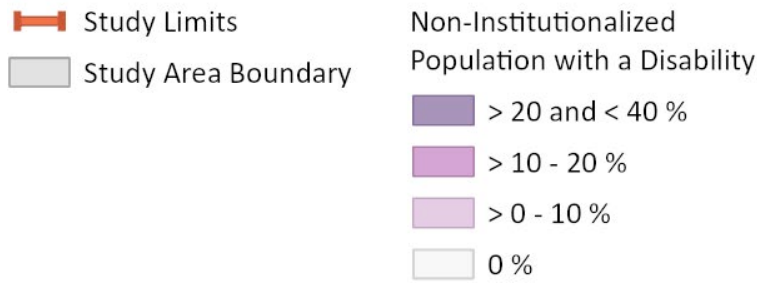 Study Limits
Study Area Boundary
Non-Institutionalized
Population with a Disability
> 20 and < 40 %
> 10 - 20 %
> 0 - 10 %
0 %